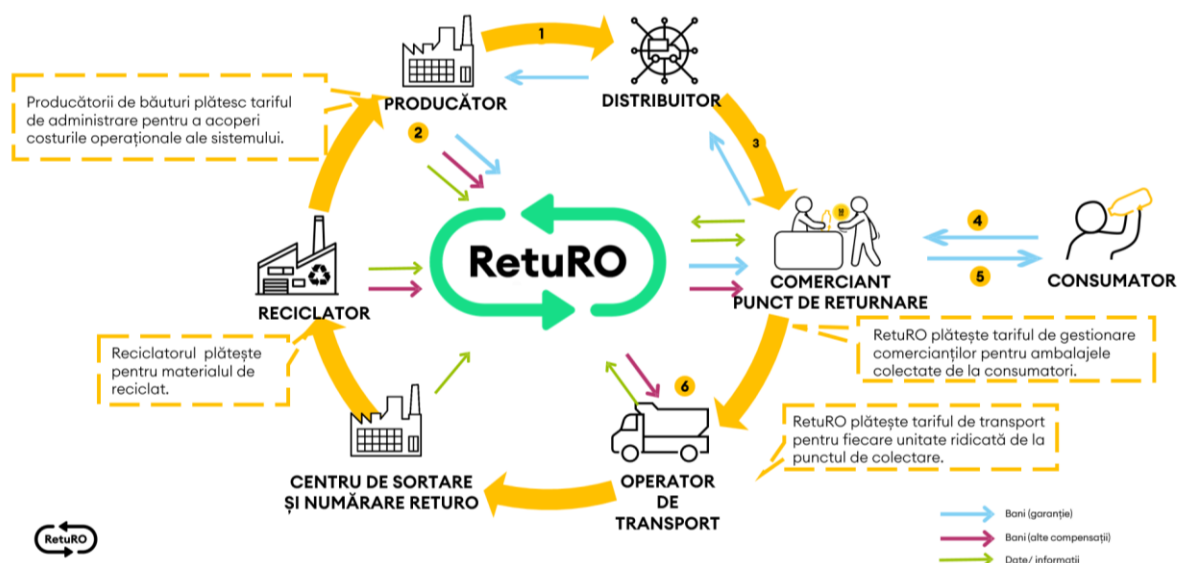 1
PRODUCĂTOR
DISTRIBUITOR
Producătorii de băuturi plătesc tariful
de administrare pentru a acoperi
costurile operaționale ale sistemului.
2
3
4
5
RetuRO
COMERCIANT
PUNCT DE RETURNARE
CONSUMATOR
RECICLATOR
Reciclatorul plătește
pentru materialul de
reciclat.
RetuRO plătește tariful de gestionare
comercianților pentru ambalajele
colectate de la consumatori.
6
RetuRO plătește tariful de transport
pentru fiecare unitate ridicată de la
punctul de colectare.
CENTRU DE SORTARE
ȘI NUMĂRARE RETURO
OPERATOR
DE
TRANSPORT
Bani (garanție)
Bani (alte compensații)
Date/ informații
RetuRO